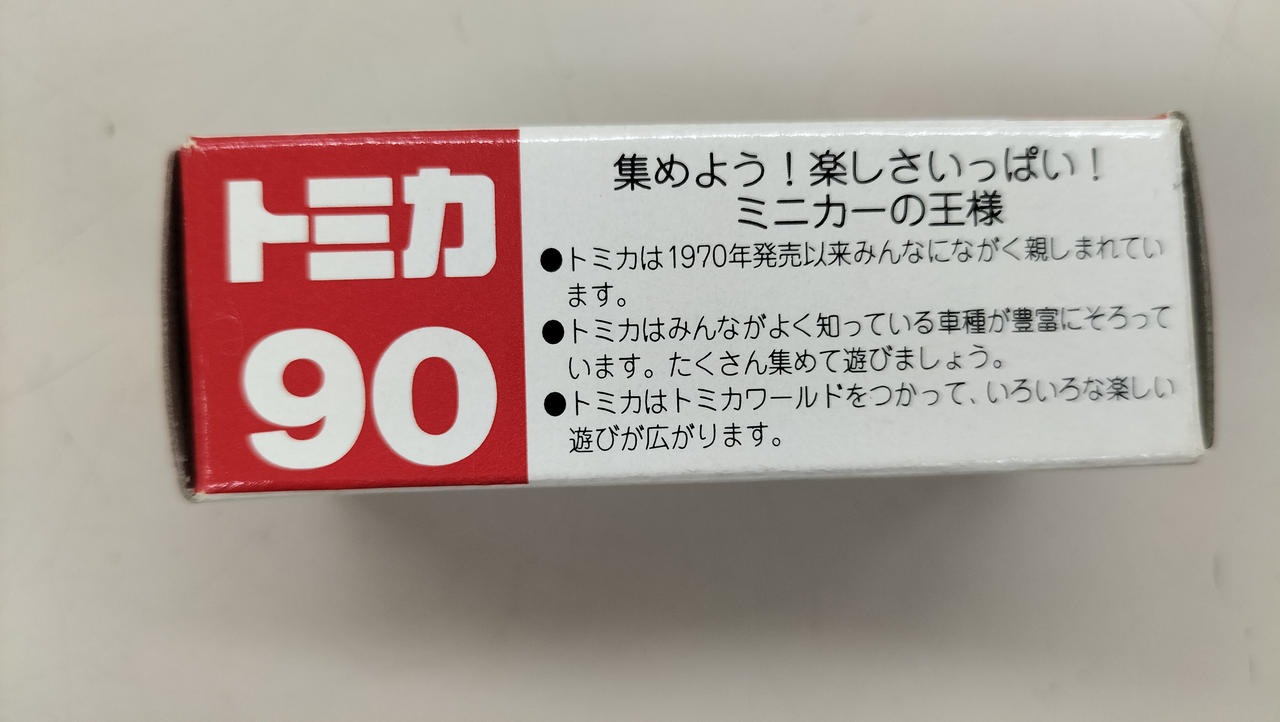 トミカ
90
集めよう！楽しさいっぱい！
ミニカーの王様
●トミカは1970年発売以来みんなにながく親しまれてい
ます。
●トミカはみんながよく知っている車種が豊富にそろって
います。たくさん集めて遊びましょう。
●トミカはトミカワールドをつかって、いろいろな楽しい
遊びが広がります。